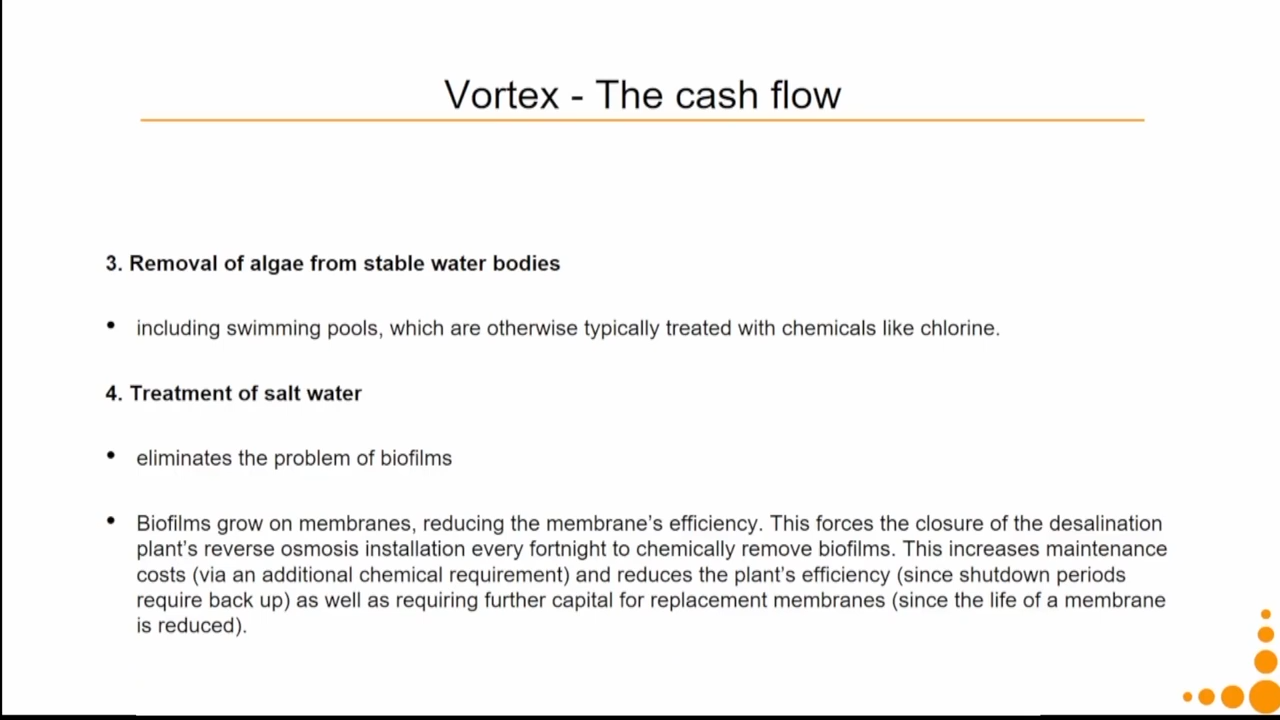 Vortex - The cash flow
3. Removal of algae from stable water bodies
• including swimming pools, which are otherwise typically treated with chemicals like chlorine.
4. Treatment of salt water
• eliminates the problem of biofilms
• Biofilms grow on membranes, reducing the membrane’s efficiency. This forces the closure of the desalination
plant’s reverse osmosis installation every fortnight to chemically remove biofilms. This increases maintenance
costs (via an additional chemical requirement) and reduces the plant’s efficiency (since shutdown periods
require back up) as well as requiring further capital for replacement membranes (since the life of a membrane
is reduced).